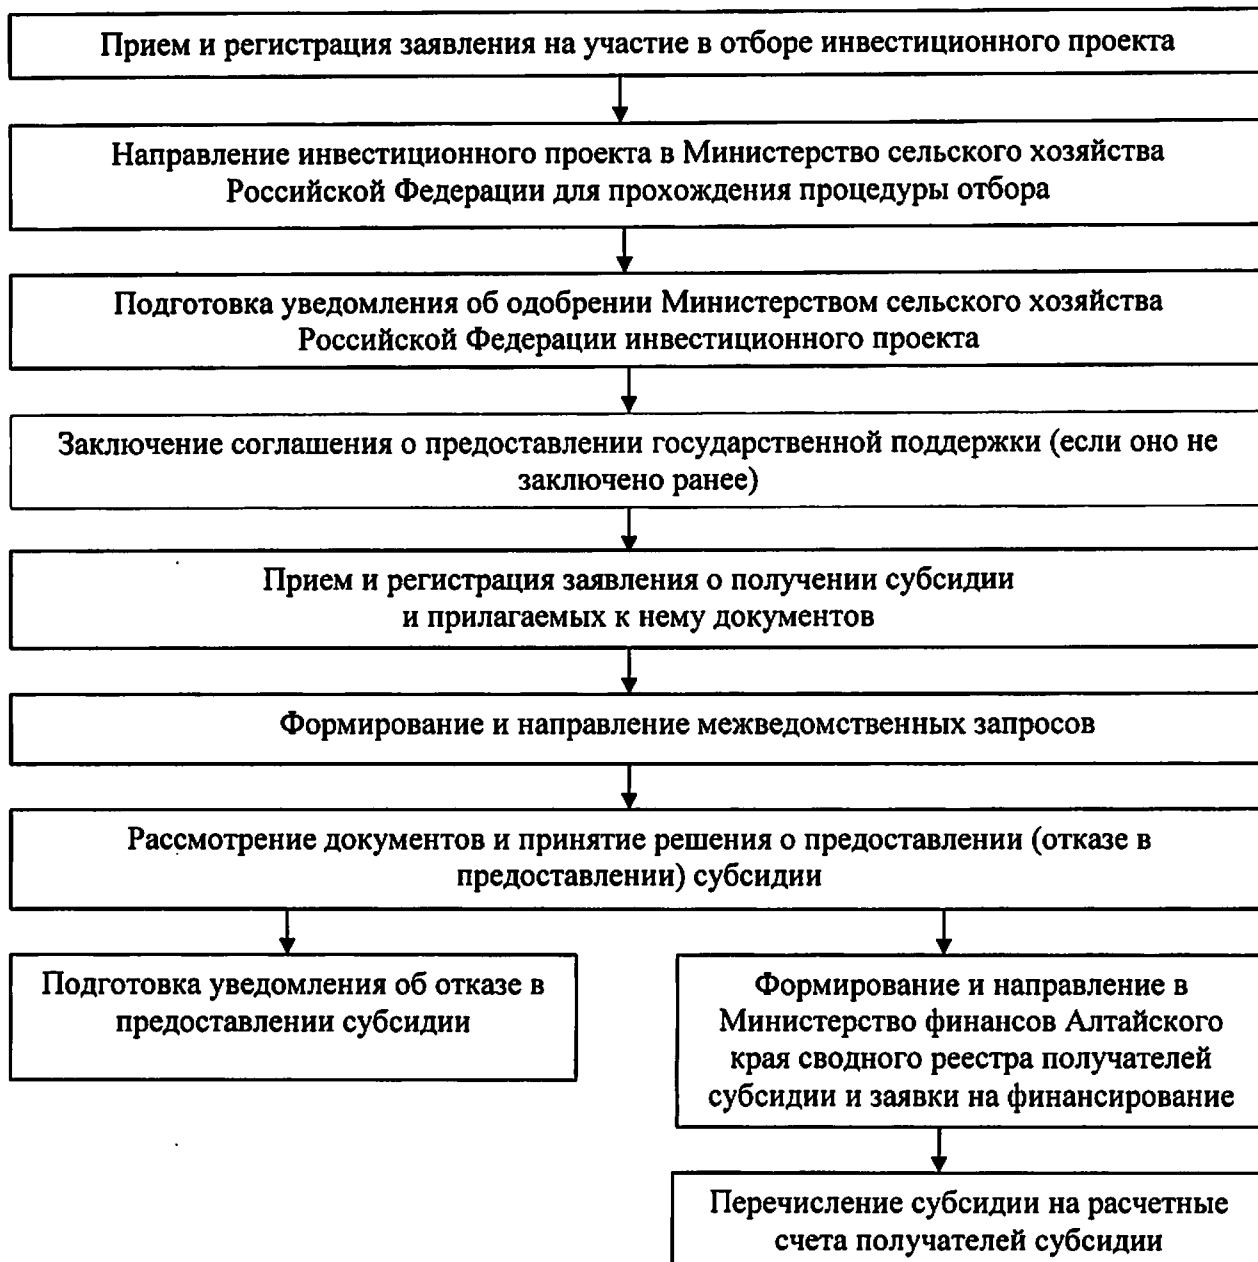 Прием и регистрация заявления на участие в отборе инвестиционного проекта
Направление инвестиционного проекта в Министерство сельского хозяйства
Российской Федерации для прохождения процедуры отбора
Подготовка уведомления об одобрении Министерством сельского хозяйства
Российской Федерации инвестиционного проекта
Заключение соглашения о предоставлении государственной поддержки (если оно не
заключено ранее)
Прием и регистрация заявления о получении субсидии
и прилагаемых к нему документов
Формирование и направление межведомственных запросов
Рассмотрение документов и принятие решения о предоставлении (отказе в
предоставлении) субсидии
Подготовка уведомления об отказе в
предоставлении субсидии
Формирование и направление в
Министерство финансов Алтайского
края сводного реестра получателей
субсидии и заявки на финансирование
Перечисление субсидии на расчетные
счета получателей субсидии